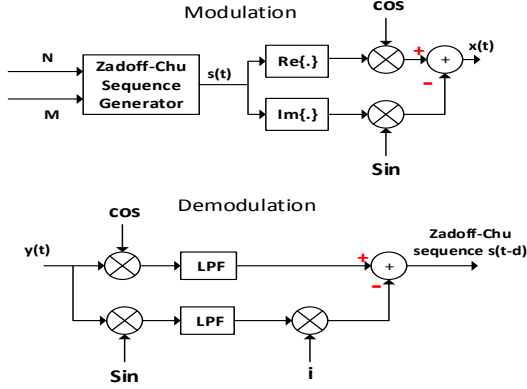 Modulation
cos
N
Zadoff-Chu
Sequence
Generator
M
s(t)
Re{.}
Im{.}
+
+
-
x(t)
Sin
Demodulation
cos
y(t)
LPF
+
+
-
Zadoff-Chu
sequence s(t-d)
LPF
Sin
i